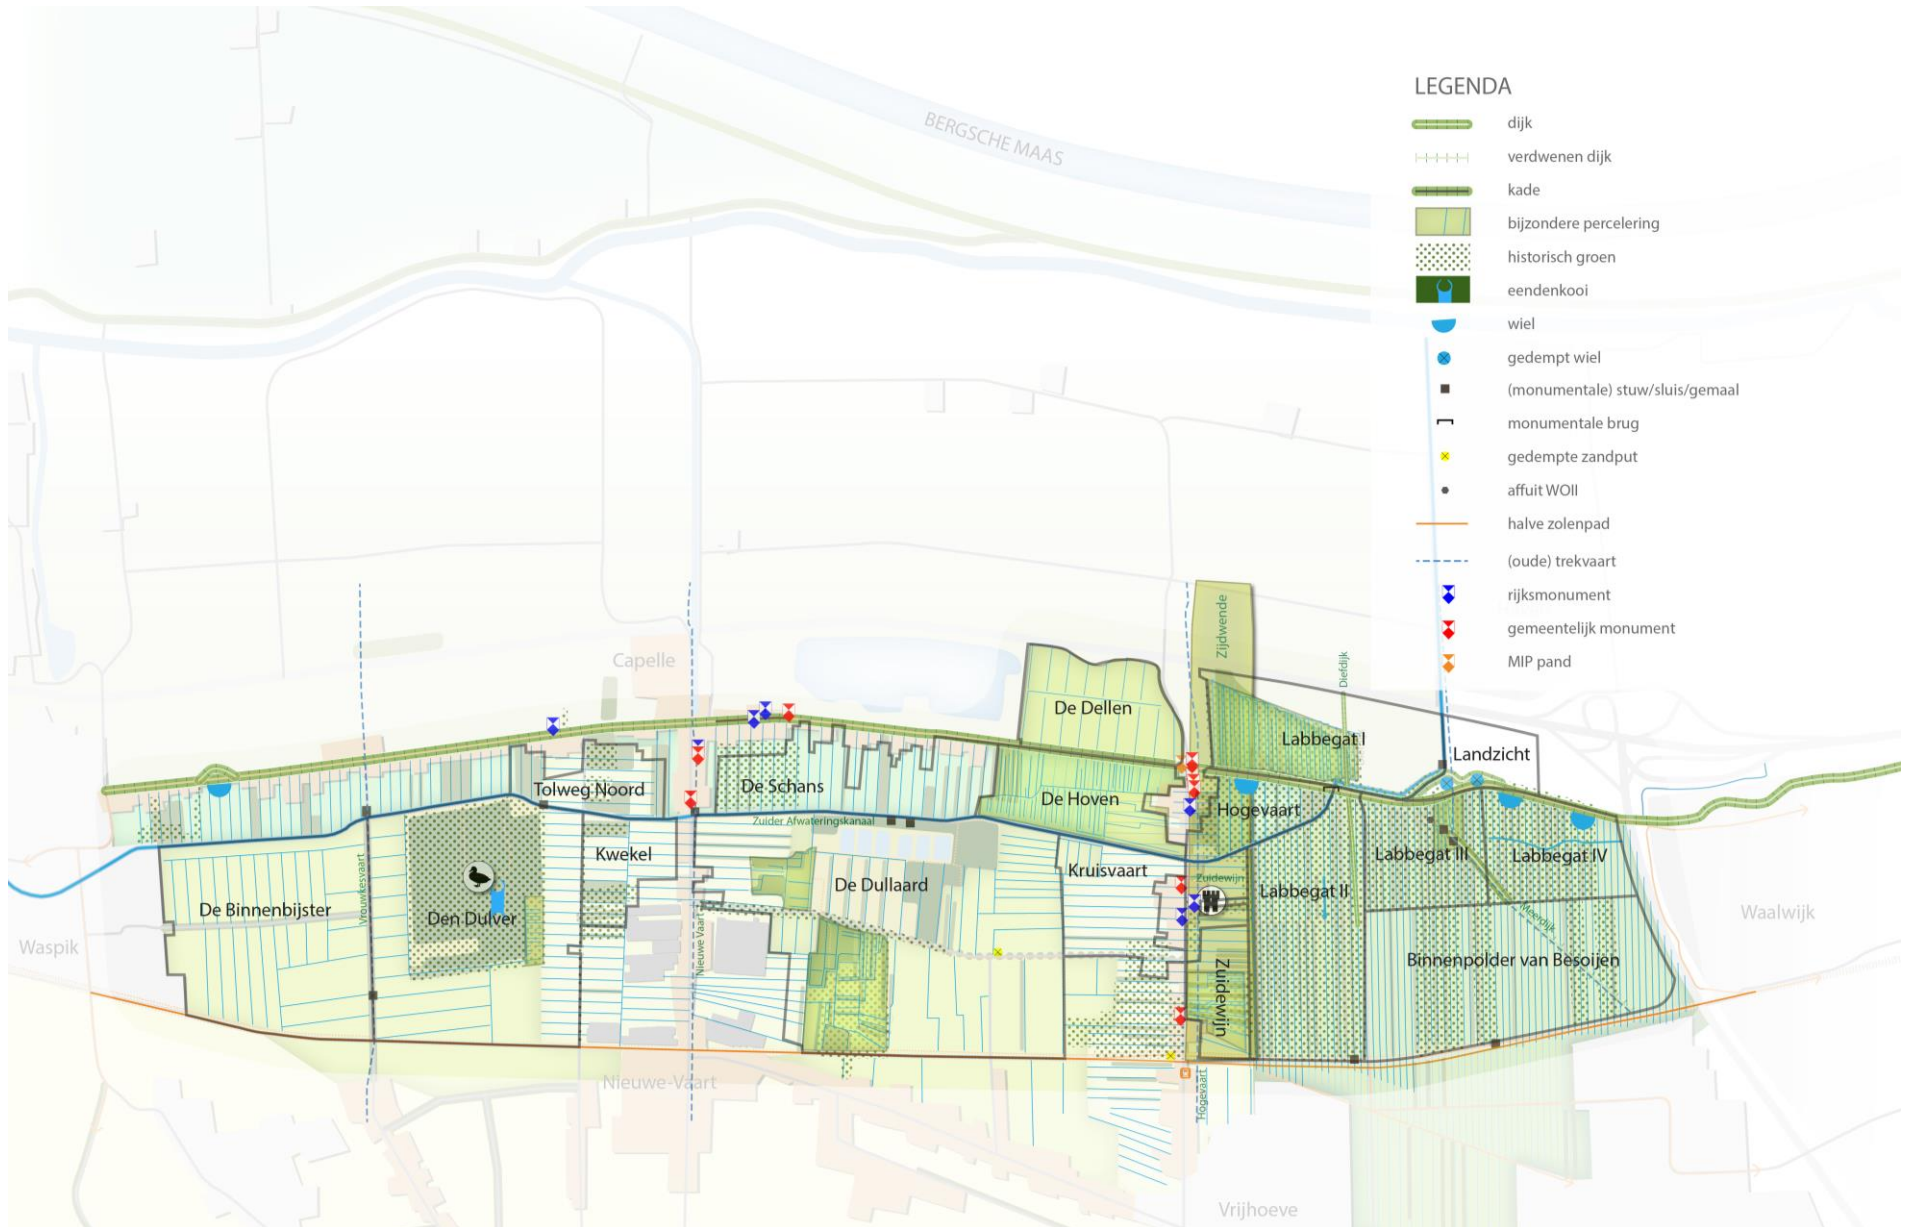 BERGSCHE MAAS
LEGENDA
dijk
verdwenen dijk
kade
bijzondere percelering
historisch groen
eendenkooi
wiel
gedempt wiel
(monumentale) stuw/sluis/gemaal
monumentale brug
gedempte zandput
affuit WOII
halve zolenpad
(oude) trekvaart
rijksmonument
gemeentelijk monument
MIP pand
Zijdwende
Diefdijk
Capelle
De Dellen
Labbegat I
Landzicht
Tolweg Noord
De Schans
De Hoven
Hogevaart
Zuider Afwateringskanaal
Kwekel
Kruisvaart
Labbegat III
Labbegat IV
De Dullaard
Zuidewijn
Labbegat II
Vrouwkesvaart
De Binnenbijster
Den Dulver
Nieuwe Vaart
Meerdijk
Waalwijk
Waspik
Zuidewijn
Binnenpolder van Besoijen
Nieuwe-Vaart
Hogevaart
Vrijhoeve